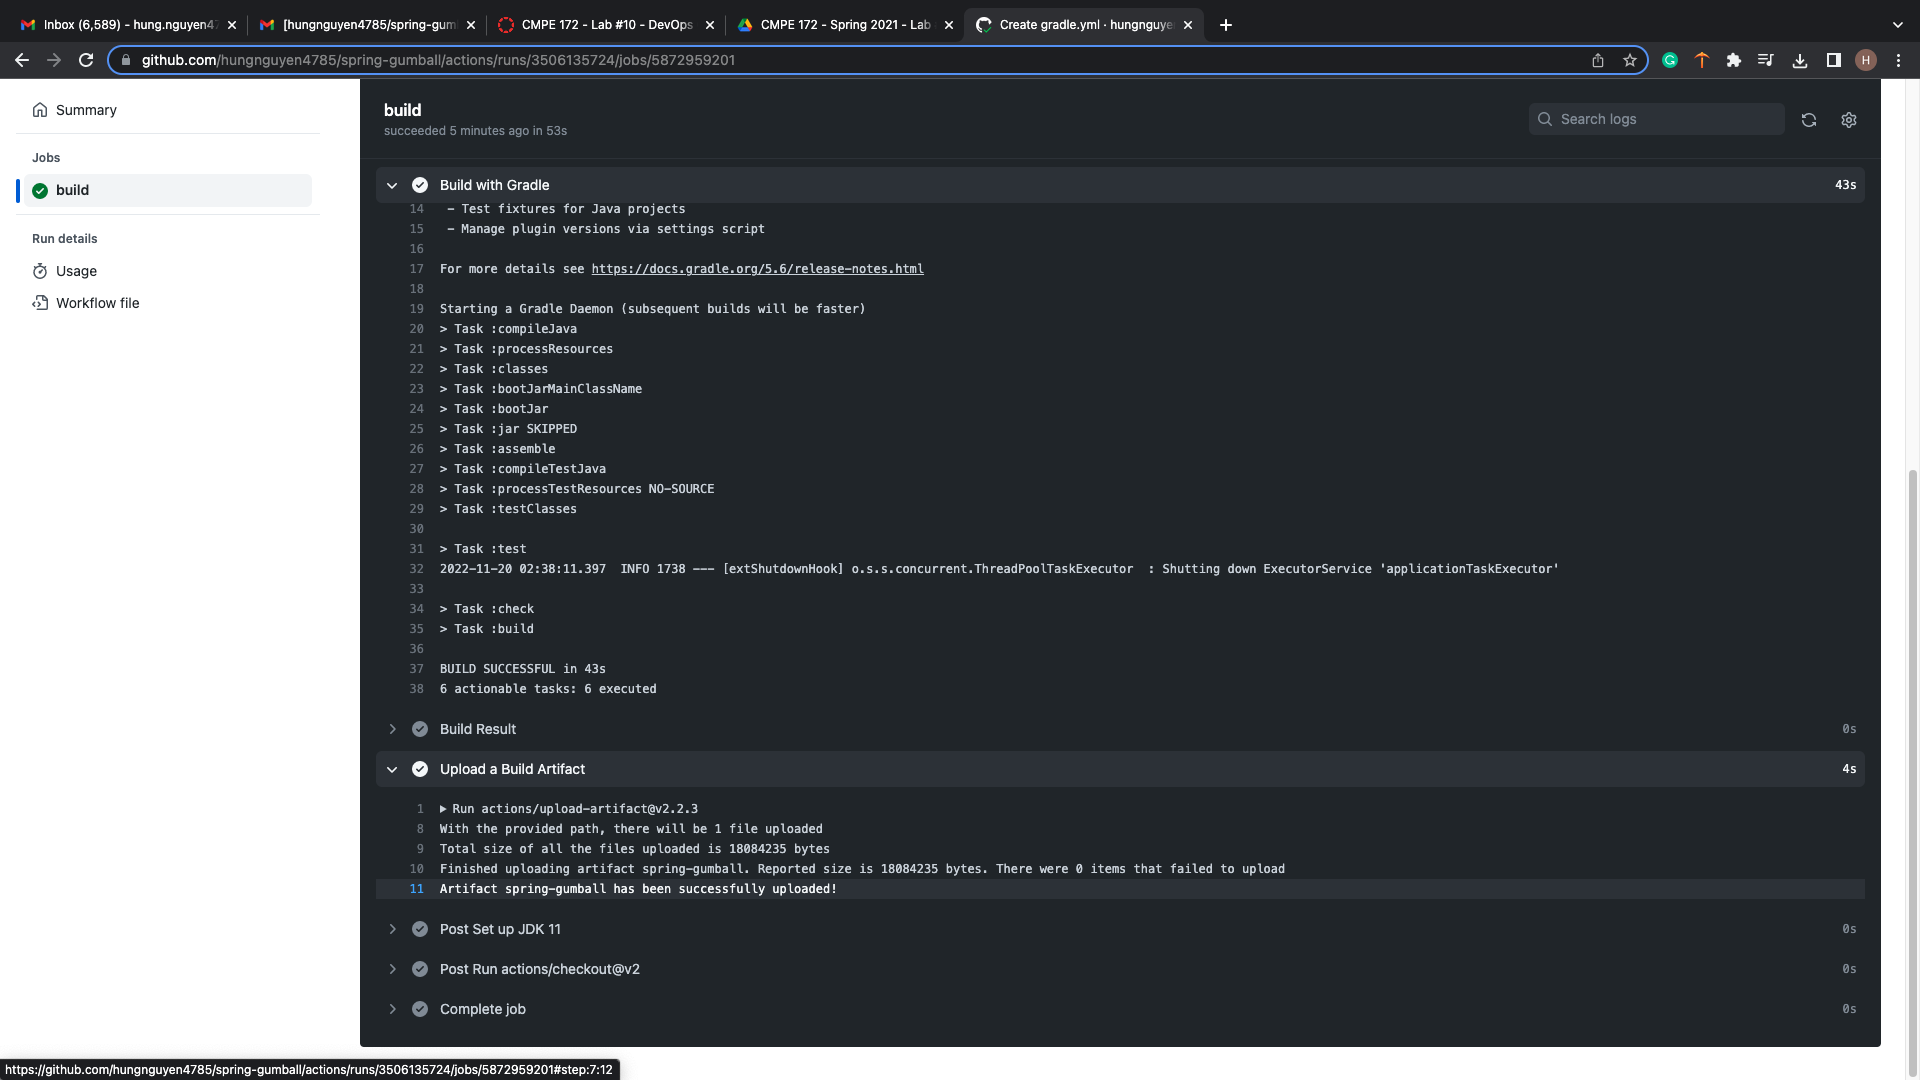 Inbox (6,589) - hung.nguyen47
[hungnguyen4785/spring-gum
CMPE 172 - Lab #10 - DevOps
CMPE 172 - Spring 2021 - Lab
Create gradle.yml · hungnguye
github.com/hungnguyen4785/spring-gumball/actions/runs/3506135724/jobs/5872959201
G
H
Summary
Jobs
build
Run details
Usage
Workflow file
build
succeeded 5 minutes ago in 53s
Search logs
Build with Gradle 43s
14 - Test fixtures for Java projects
15 - Manage plugin versions via settings script
16
17 For more details see https://docs.gradle.org/5.6/release-notes.html
18
19 Starting a Gradle Daemon (subsequent builds will be faster)
20 > Task :compileJava
21 > Task :processResources
22 > Task :classes
23 > Task :bootJarMainClassName
24 > Task :bootJar
25 > Task :jar SKIPPED
26 > Task :assemble
27 > Task :compileTestJava
28 > Task :processTestResources NO-SOURCE
29 > Task :testClasses
30
31 > Task :test
32 2022-11-20 02:38:11.397  INFO 1738 --- [extShutdownHook] o.s.s.concurrent.ThreadPoolTaskExecutor  : Shutting down ExecutorService 'applicationTaskExecutor'
33
34 > Task :check
35 > Task :build
36
37 BUILD SUCCESSFUL in 43s
38 6 actionable tasks: 6 executed
Build Result 0s
Upload a Build Artifact 4s
1 ▶ Run actions/upload-artifact@v2.2.3
8 With the provided path, there will be 1 file uploaded
9 Total size of all the files uploaded is 18084235 bytes
10 Finished uploading artifact spring-gumball. Reported size is 18084235 bytes. There were 0 items that failed to upload
11 Artifact spring-gumball has been successfully uploaded!
Post Set up JDK 11 0s
Post Run actions/checkout@v2 0s
Complete job 0s
https://github.com/hungnguyen4785/spring-gumball/actions/runs/3506135724/jobs/5872959201#step:7:12